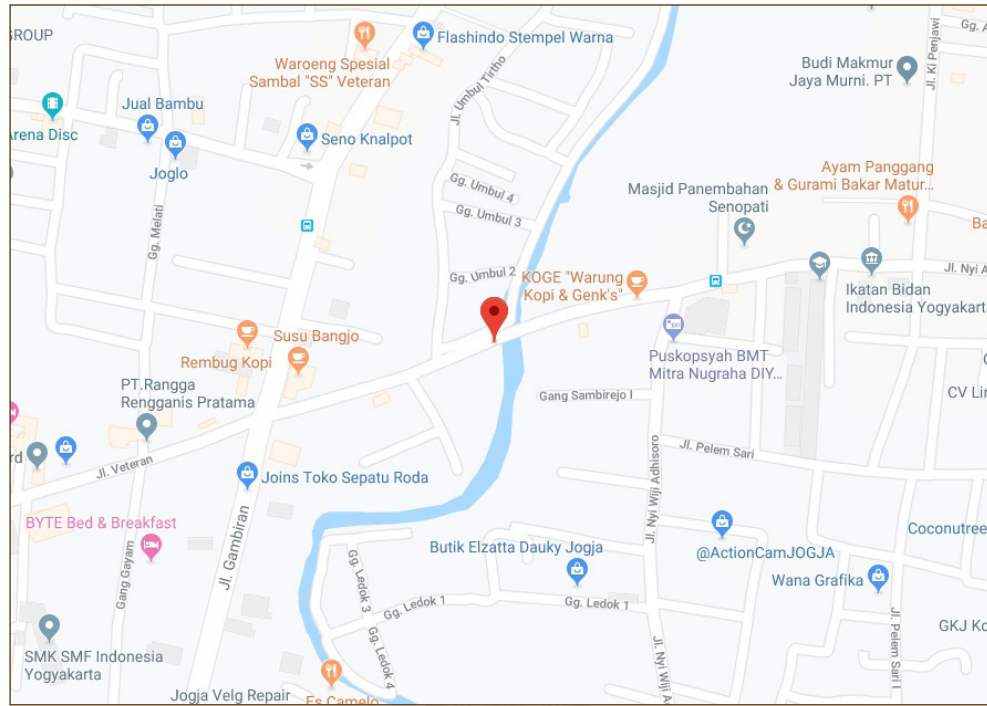 ROUP
Flashindo Stempel Warna
Waroeng Spesial
Sambal "SS" Veteran
Jl. Umbul Tirtho
Budi Makmur
Jaya Murni. PT
Jl. Ki Penjawi
Gg. A
Jual Bambu
Arena Disc
Seno Knalpot
Joglo
Ayam Panggang
& Gurami Bakar Matur...
Masjid Panembahan
Senopati
Gg. Umbul 4
Gg. Umbul 3
Gg. Melati
Ba
Gg. Umbul 2
KOGE "Warung
Kopi & Genk's"
Jl. Nyi A
Ikatan Bidan
Indonesia Yogyakarta
Susu Bangjo
Rembug Kopi
Puskopsyah BMT
Mitra Nugraha DIY...
PT.Rangga
Rengganis Pratama
Gang Sambirejo I
CV Lin
rd
Jl. Veteran
Jl. Pelem Sari
Joins Toko Sepatu Roda
Jl. Nyi Wiji Adhisoro
BYTE Bed & Breakfast
Jl. Gambiran
Gang Gayam
Butik Elzatta Dauky Jogja
@ActionCamJOGJA
Coconutree
Wana Grafika
Gg. Ledok 3
Gg. Ledok 1
Gg. Ledok 1
Jl. Pelem Sari I
GKJ Ko
SMK SMF Indonesia
Yogyakarta
Gg. Ledok 4
Jl. Nyi Wiji A
Jogja Velg Repair
Es Camelo